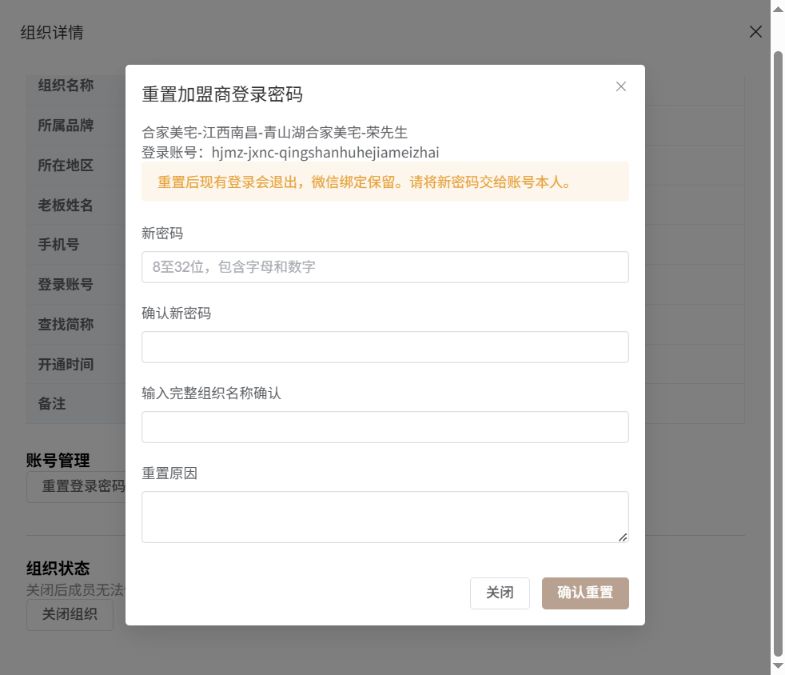 组织详情
组织名称
所属品牌
所在地区
老板姓名
手机号
登录账号
查找简称
开通时间
备注
账号管理
重置登录密码
组织状态
关闭后成员无法
关闭组织
重置加盟商登录密码
合家美宅-江西南昌-青山湖合家美宅-荣先生
登录账号：hjmz-jxnc-qingshanhuhejiameizhai
重置后现有登录会退出，微信绑定保留。请将新密码交给账号本人。
新密码
8至32位，包含字母和数字
确认新密码
输入完整组织名称确认
重置原因
关闭
确认重置